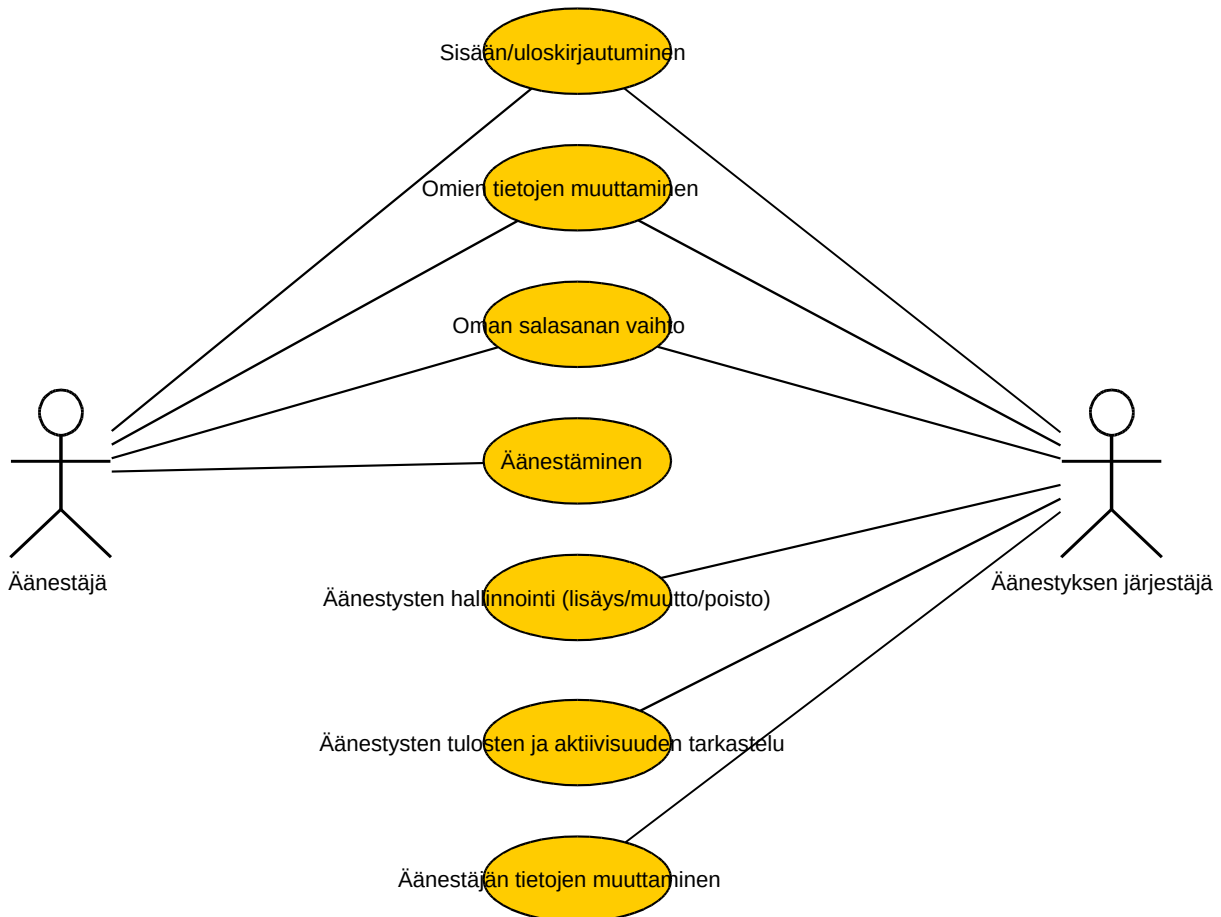 Sisään/uloskirjautuminen
Omien tietojen muuttaminen
Oman salasanan vaihto
Äänestäminen
Äänestäjä
Äänestyksen järjestäjä
Äänestysten hallinnointi (lisäys/muutto/poisto)
Äänestysten tulosten ja aktiivisuuden tarkastelu
Äänestäjän tietojen muuttaminen